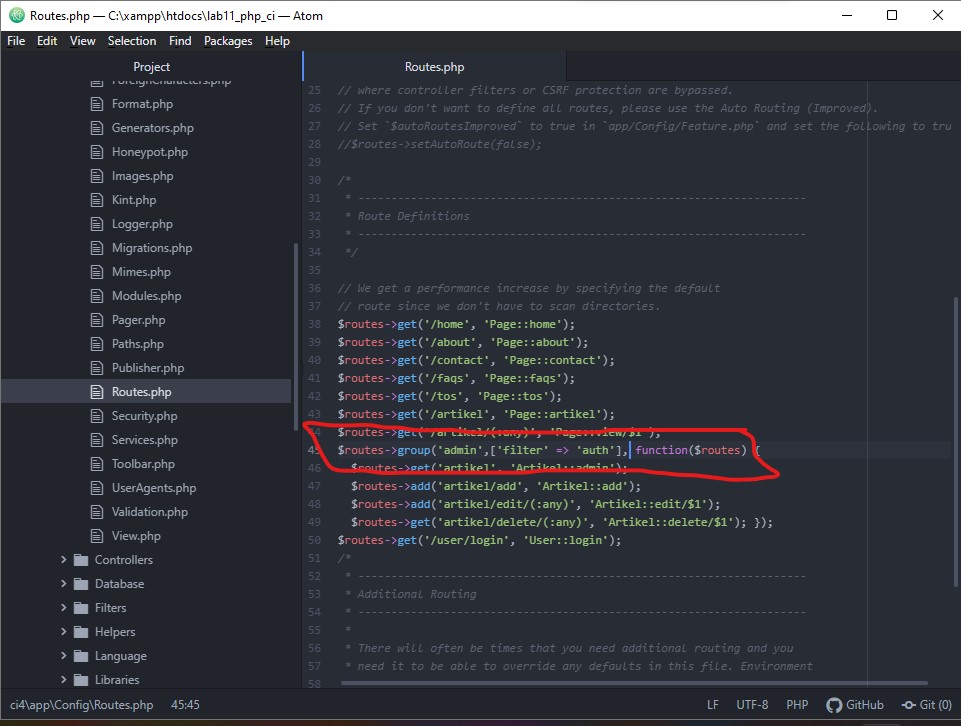 Routes.php — C:\xampp\htdocs\lab11_php_ci — Atom
File Edit View Selection Find Packages Help
Project
ForeignCharacters.php
Format.php
Generators.php
Honeypot.php
Images.php
Kint.php
Logger.php
Migrations.php
Mimes.php
Modules.php
Pager.php
Paths.php
Publisher.php
Routes.php
Security.php
Services.php
Toolbar.php
UserAgents.php
Validation.php
View.php
Controllers
Database
Filters
Helpers
Language
Libraries
Routes.php
25 // where controller filters or CSRF protection are bypassed.
26 // If you don't want to define all routes, please use the Auto Routing (Improved).
27 // Set `$autoRoutesImproved` to true in `app/Config/Feature.php` and set the following to tru
28 //$routes->setAutoRoute(false);
29
30 /*
31 * --------------------------------------------------------------------
32 * Route Definitions
33 * --------------------------------------------------------------------
34 */
35
36 // We get a performance increase by specifying the default
37 // route since we don't have to scan directories.
38 $routes->get('/home', 'Page::home');
39 $routes->get('/about', 'Page::about');
40 $routes->get('/contact', 'Page::contact');
41 $routes->get('/faqs', 'Page::faqs');
42 $routes->get('/tos', 'Page::tos');
43 $routes->get('/artikel', 'Page::artikel');
44 $routes->get('/artikel/(:any)', 'Page::view/$1');
45 $routes->group('admin',['filter' => 'auth'], function($routes) {
46 $routes->get('artikel', 'Artikel::admin');
47 $routes->add('artikel/add', 'Artikel::add');
48 $routes->add('artikel/edit/(:any)', 'Artikel::edit/$1');
49 $routes->get('artikel/delete/(:any)', 'Artikel::delete/$1'); });
50 $routes->get('/user/login', 'User::login');
51 /*
52 * --------------------------------------------------------------------
53 * Additional Routing
54 * --------------------------------------------------------------------
55 *
56 * There will often be times that you need additional routing and you
57 * need it to be able to override any defaults in this file. Environment
58
ci4\app\Config\Routes.php 45:45 LF UTF-8 PHP GitHub Git (0)